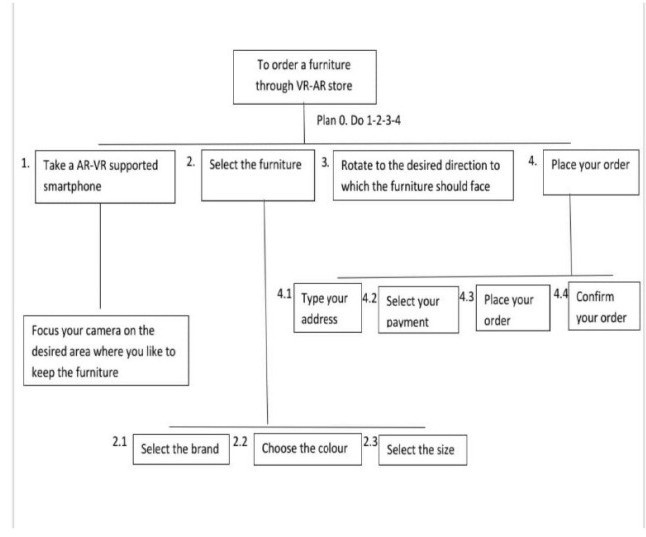 To order a furniture
through VR-AR store
Plan 0. Do 1-2-3-4
1.
Take a AR-VR supported
smartphone
2.
Select the furniture
3.
Rotate to the desired direction to
which the furniture should face
4.
Place your order
4.1
Type your
address
4.2
Select your
payment
4.3
Place your
order
4.4
Confirm
your order
Focus your camera on the
desired area where you like to
keep the furniture
2.1
Select the brand
2.2
Choose the colour
2.3
Select the size